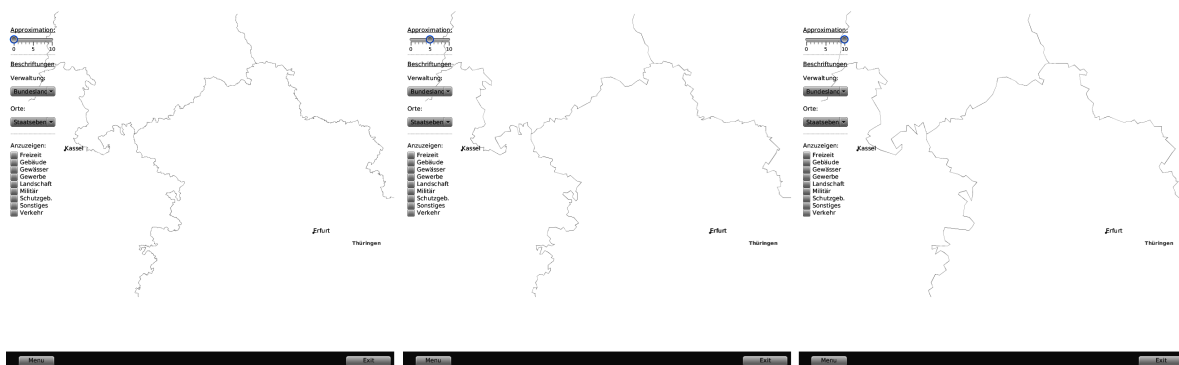 Approximation:
0 5 10
Beschriftungen
Verwaltung:
Bundesland
Orte:
Staatseben
Anzuzeigen:
Freizeit
Gebäude
Gewässer
Gewerbe
Landschaft
Militär
Schutzgeb.
Sonstiges
Verkehr
Kassel
Erfurt
Thüringen
Menu Exit
Approximation:
0 5 10
Beschriftungen
Verwaltung:
Bundesland
Orte:
Staatseben
Anzuzeigen:
Freizeit
Gebäude
Gewässer
Gewerbe
Landschaft
Militär
Schutzgeb.
Sonstiges
Verkehr
Kassel
Erfurt
Thüringen
Menu Exit
Approximation:
0 5 10
Beschriftungen
Verwaltung:
Bundesland
Orte:
Staatseben
Anzuzeigen:
Freizeit
Gebäude
Gewässer
Gewerbe
Landschaft
Militär
Schutzgeb.
Sonstiges
Verkehr
Kassel
Erfurt
Thüringen
Menu Exit